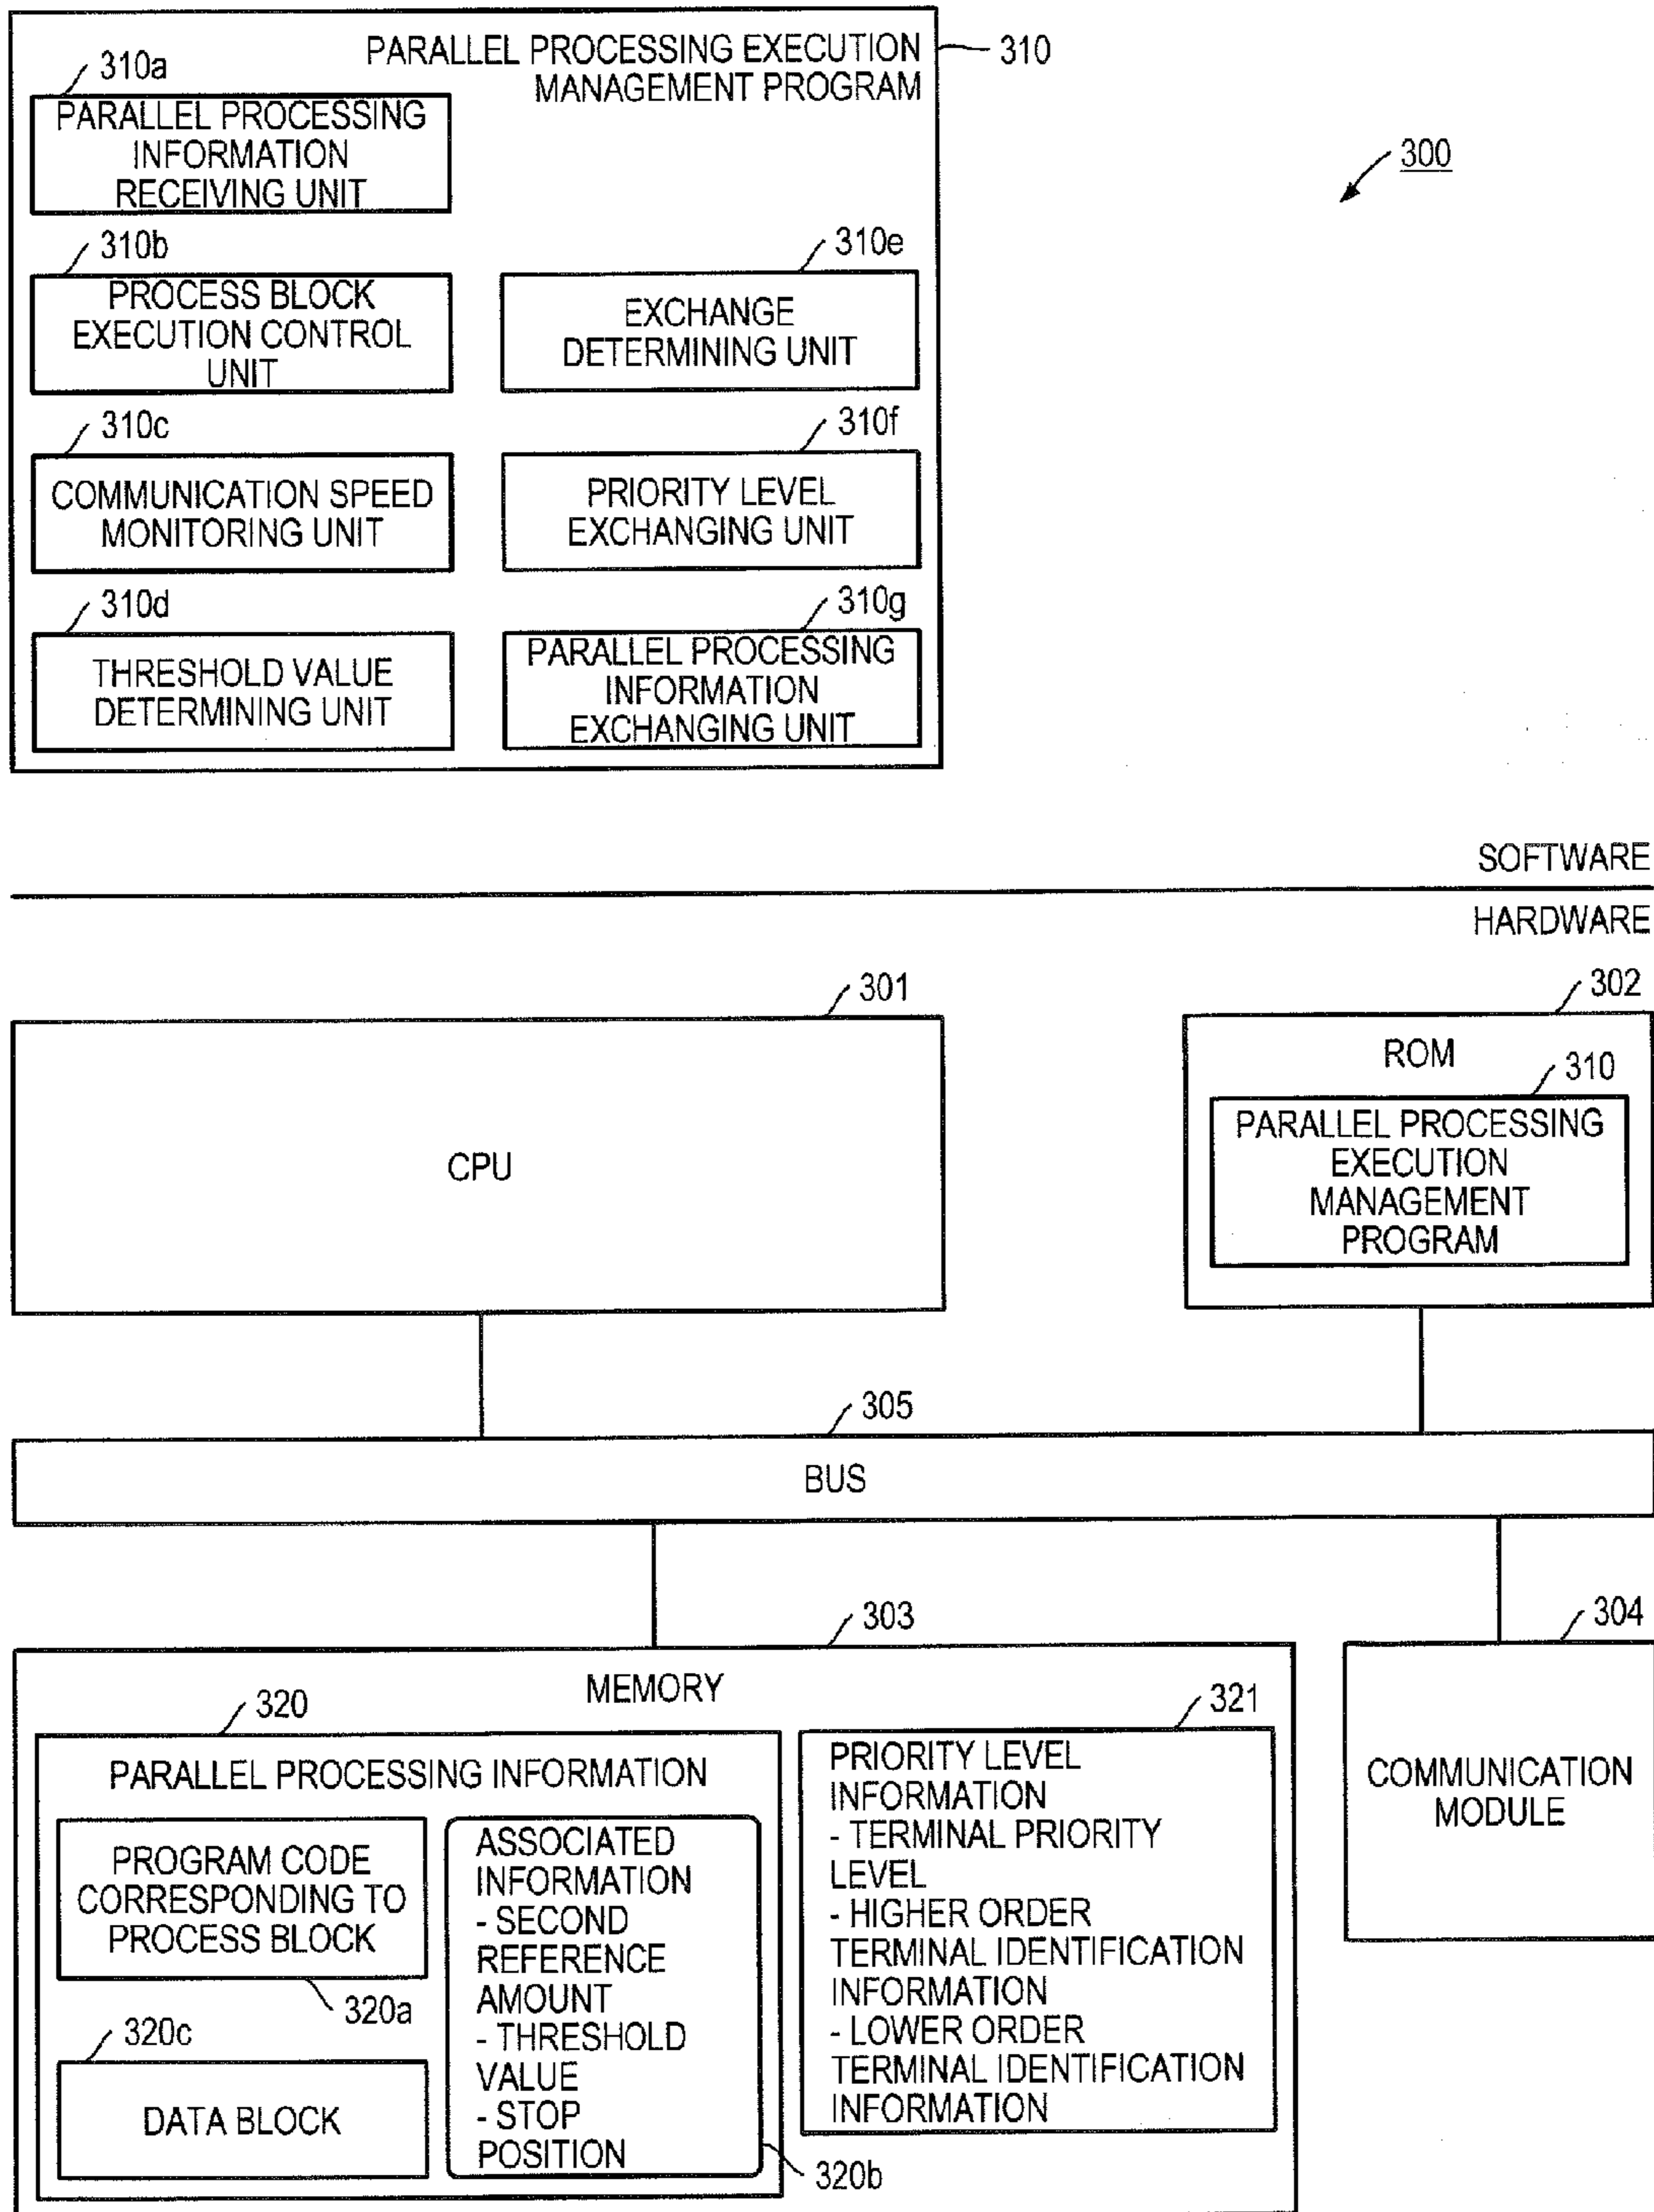 PARALLEL PROCESSING EXECUTION
MANAGEMENT PROGRAM
310
310a
PARALLEL PROCESSING
INFORMATION
RECEIVING UNIT
300
310b
PROCESS BLOCK
EXECUTION CONTROL
UNIT
310e
EXCHANGE
DETERMINING UNIT
310c
COMMUNICATION SPEED
MONITORING UNIT
310f
PRIORITY LEVEL
EXCHANGING UNIT
310d
THRESHOLD VALUE
DETERMINING UNIT
310g
PARALLEL PROCESSING
INFORMATION
EXCHANGING UNIT
SOFTWARE
HARDWARE
301
CPU
302
ROM
310
PARALLEL PROCESSING
EXECUTION
MANAGEMENT
PROGRAM
305
BUS
303
MEMORY
320
PARALLEL PROCESSING INFORMATION
PROGRAM CODE
CORRESPONDING TO
PROCESS BLOCK
320a
320c
DATA BLOCK
ASSOCIATED
INFORMATION
- SECOND
REFERENCE
AMOUNT
- THRESHOLD
VALUE
- STOP
POSITION
320b
321
PRIORITY LEVEL
INFORMATION
- TERMINAL PRIORITY
LEVEL
- HIGHER ORDER
TERMINAL IDENTIFICATION
INFORMATION
- LOWER ORDER
TERMINAL IDENTIFICATION
INFORMATION
304
COMMUNICATION
MODULE